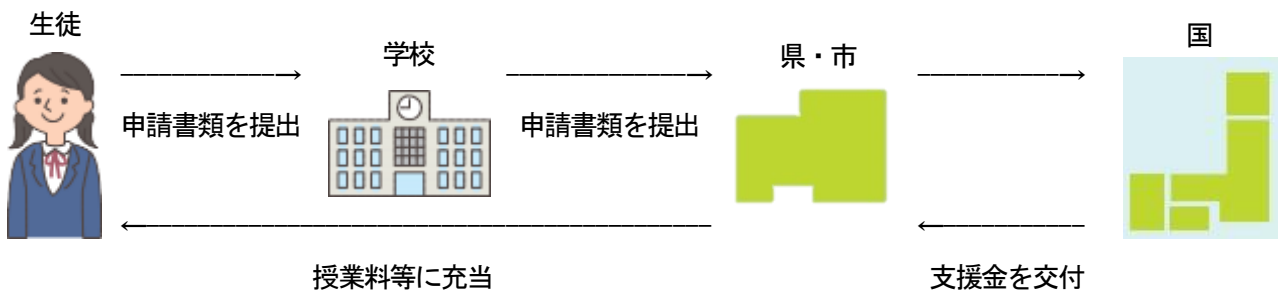 生徒
学校
県・市
国
申請書類を提出
申請書類を提出
授業料等に充当
支援金を交付